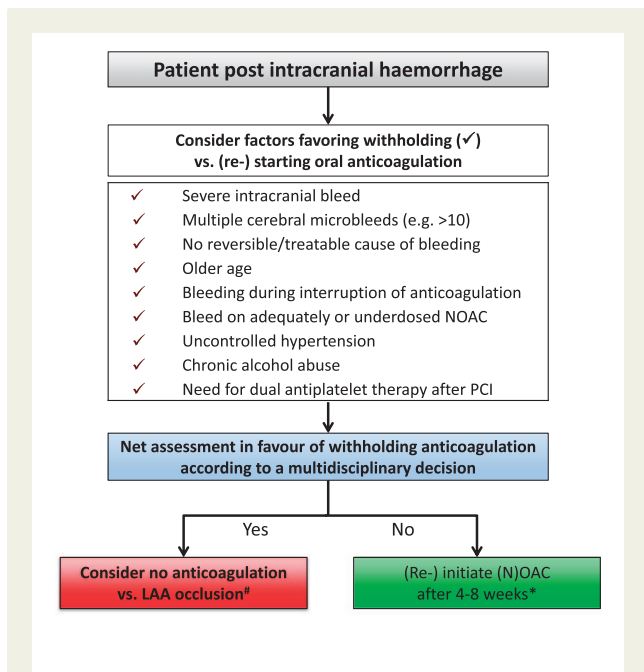 Patient post intracranial haemorrhage
Consider factors favoring withholding (✓)
vs. (re-) starting oral anticoagulation
✓ Severe intracranial bleed
✓ Multiple cerebral microbleeds (e.g. >10)
✓ No reversible/treatable cause of bleeding
✓ Older age
✓ Bleeding during interruption of anticoagulation
✓ Bleed on adequately or underdosed NOAC
✓ Uncontrolled hypertension
✓ Chronic alcohol abuse
✓ Need for dual antiplatelet therapy after PCI
Net assessment in favour of withholding anticoagulation
according to a multidisciplinary decision
Yes
No
Consider no anticoagulation
vs. LAA occlusion#
(Re-) initiate (N)OAC
after 4-8 weeks*